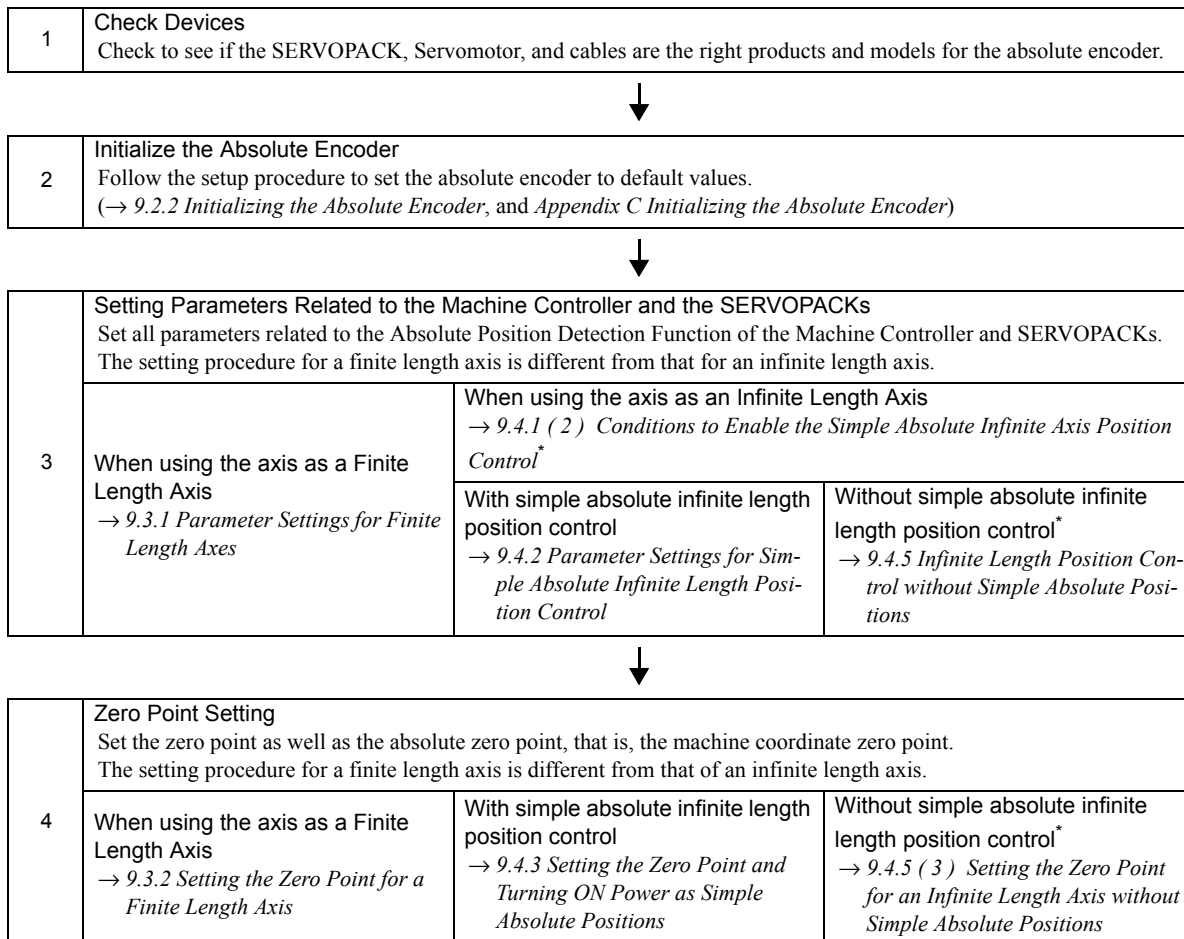 1
Check Devices
Check to see if the SERVOPACK, Servomotor, and cables are the right products and models for the absolute encoder.
2
Initialize the Absolute Encoder
Follow the setup procedure to set the absolute encoder to default values.
(→ 9.2.2 Initializing the Absolute Encoder, and Appendix C Initializing the Absolute Encoder)
3
Setting Parameters Related to the Machine Controller and the SERVOPACKs
Set all parameters related to the Absolute Position Detection Function of the Machine Controller and SERVOPACKs.
The setting procedure for a finite length axis is different from that for an infinite length axis.
When using the axis as a Finite
Length Axis
→ 9.3.1 Parameter Settings for Finite
Length Axes
When using the axis as an Infinite Length Axis
→ 9.4.1 ( 2 ) Conditions to Enable the Simple Absolute Infinite Axis Position
Control*
With simple absolute infinite length
position control
→ 9.4.2 Parameter Settings for Sim-
ple Absolute Infinite Length Posi-
tion Control
Without simple absolute infinite
length position control*
→ 9.4.5 Infinite Length Position Con-
trol without Simple Absolute Posi-
tions
4
Zero Point Setting
Set the zero point as well as the absolute zero point, that is, the machine coordinate zero point.
The setting procedure for a finite length axis is different from that of an infinite length axis.
When using the axis as a Finite
Length Axis
→ 9.3.2 Setting the Zero Point for a
Finite Length Axis
With simple absolute infinite length
position control
→ 9.4.3 Setting the Zero Point and
Turning ON Power as Simple
Absolute Positions
Without simple absolute infinite
length position control*
→ 9.4.5 ( 3 ) Setting the Zero Point
for an Infinite Length Axis without
Simple Absolute Positions